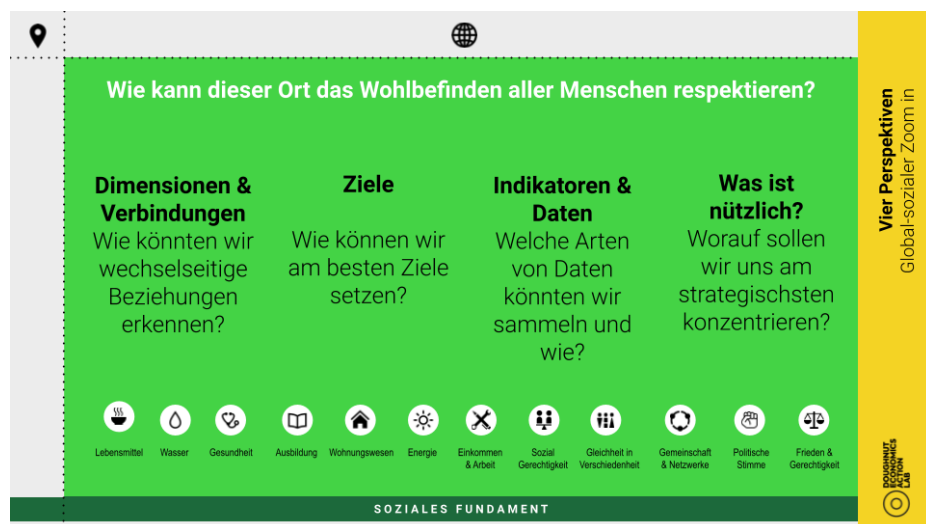 Wie kann dieser Ort das Wohlbefinden aller Menschen respektieren?
Dimensionen &
Verbindungen
Wie könnten wir
wechselseitige
Beziehungen
erkennen?
Ziele
Wie können wir
am besten Ziele
setzen?
Indikatoren &
Daten
Welche Arten
von Daten
könnten wir
sammeln und
wie?
Was ist
nützlich?
Worauf sollen
wir uns am
strategischsten
konzentrieren?
Lebensmittel
Wasser
Gesundheit
Ausbildung
Wohnungswesen
Energie
Einkommen
& Arbeit
Sozial
Gerechtigkeit
Gleichheit in
Verschiedenheit
Gemeinschaft
& Netzwerke
Politische
Stimme
Frieden &
Gerechtigkeit
SOZIALES FUNDAMENT
Vier Perspektiven
Global-sozialer Zoom in
DOUGHNUT
ECONOMICS
ACTION
LAB